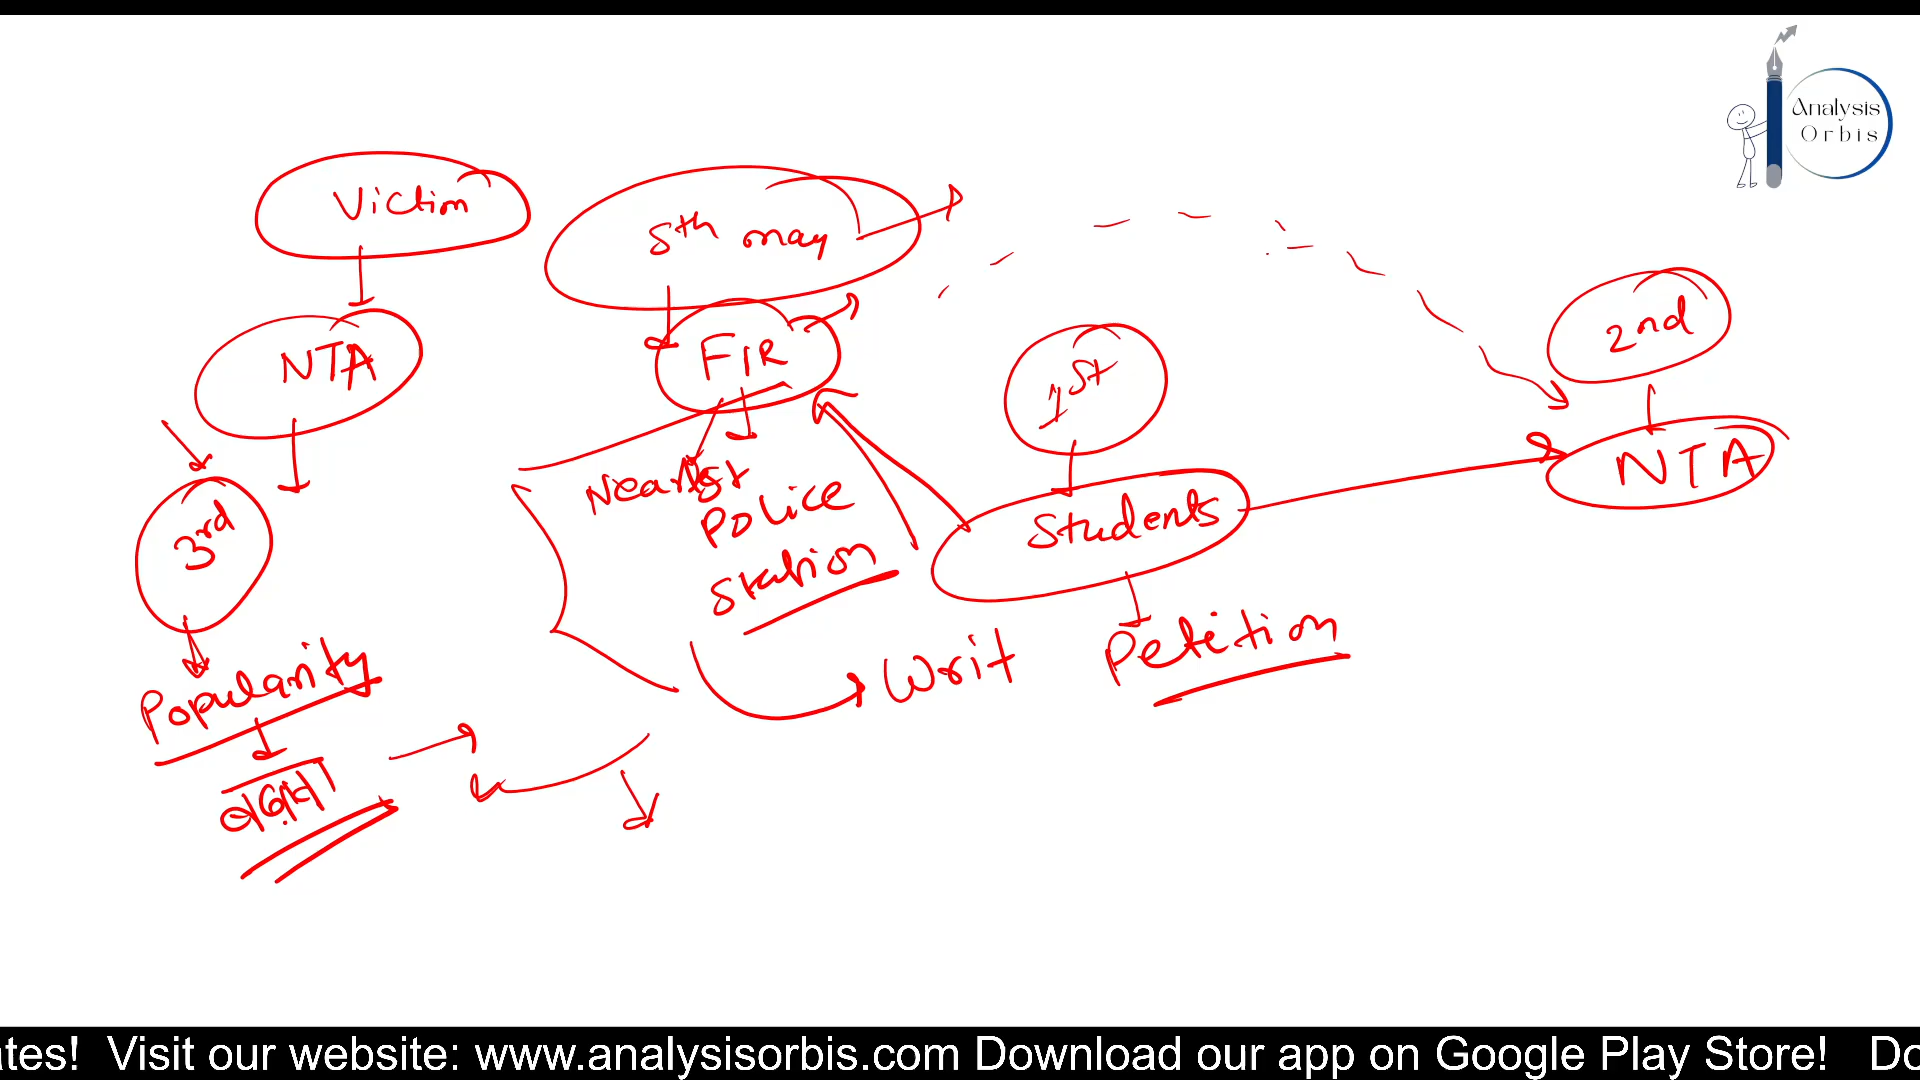 Analysis
Orbis
Victim
5th may
NTA
FIR
1st
2nd
NTA
Nearest
Police
station
Students
3rd
Writ Petition
Popularity
ates! Visit our website: www.analysisorbis.com Download our app on Google Play Store! Do